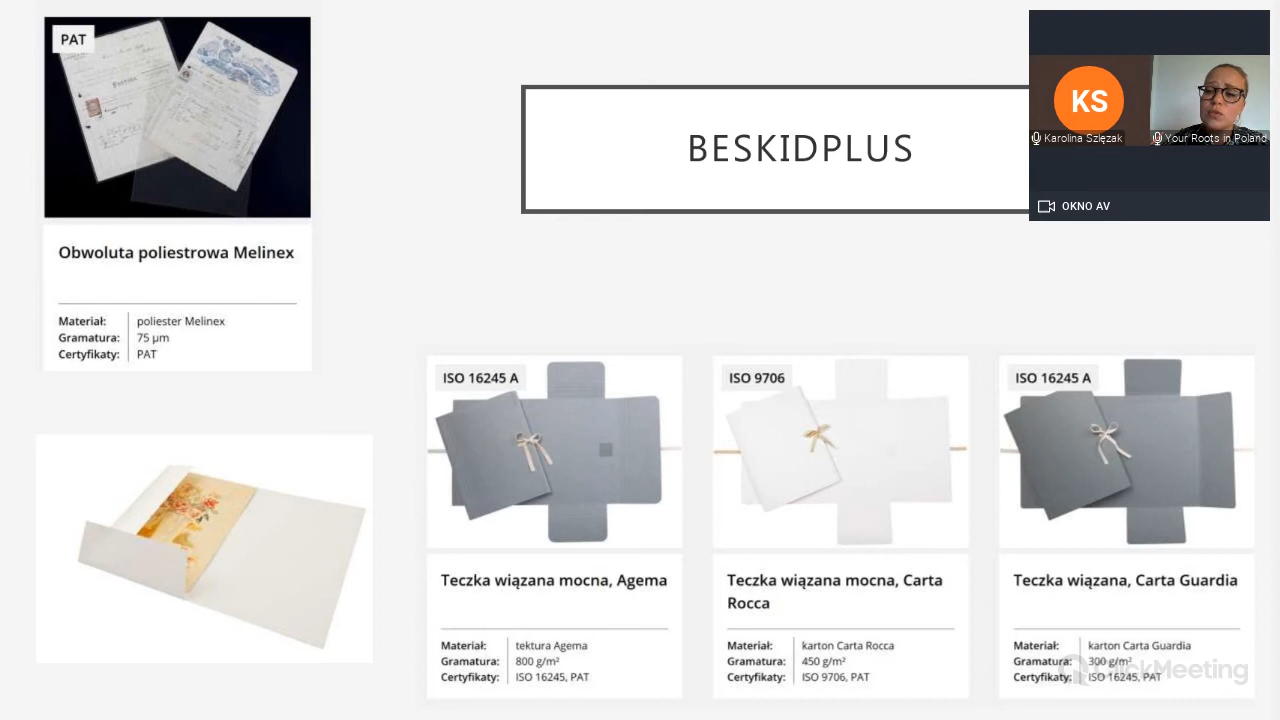 PAT
Obwoluta poliestrowa Melinex
Materiał: poliester Melinex
Gramatura: 75 µm
Certyfikaty: PAT
BESKIDPLUS
KS
Karolina Szlęzak
Your Roots in Poland
OKNO AV
ISO 16245 A
Teczka wiązana mocna, Agema
Materiał: tektura Agema
Gramatura: 800 g/m²
Certyfikaty: ISO 16245, PAT
ISO 9706
Teczka wiązana mocna, Carta
Rocca
Materiał: karton Carta Rocca
Gramatura: 450 g/m²
Certyfikaty: ISO 9706, PAT
ISO 16245 A
Teczka wiązana, Carta Guardia
Materiał: karton Carta Guardia
Gramatura: 300 g/m²
Certyfikaty: ISO 16245, PAT
ClickMeeting